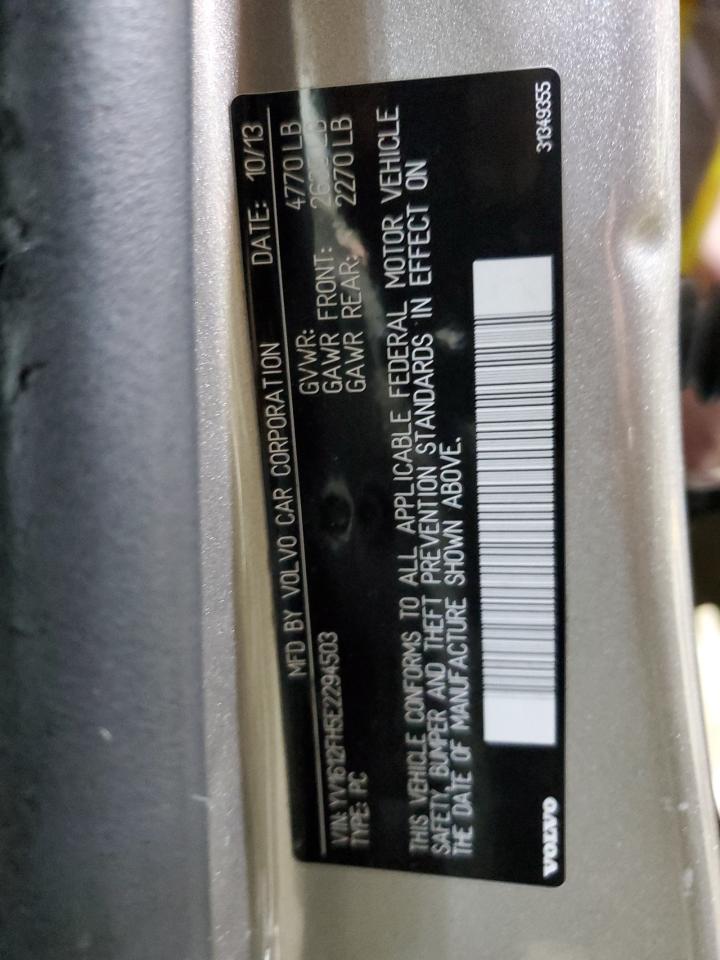 MFD BY VOLVO CAR CORPORATION DATE: 10/13
VIN: YV1612FH5E2294503 GVWR: 4770 LB
TYPE: PC GAWR FRONT: LB
GAWR REAR: 2270 LB
THIS VEHICLE CONFORMS TO ALL APPLICABLE FEDERAL MOTOR VEHICLE
SAFETY, BUMPER AND THEFT PREVENTION STANDARDS IN EFFECT ON
THE DATE OF MANUFACTURE SHOWN ABOVE.
VOLVO 31349355